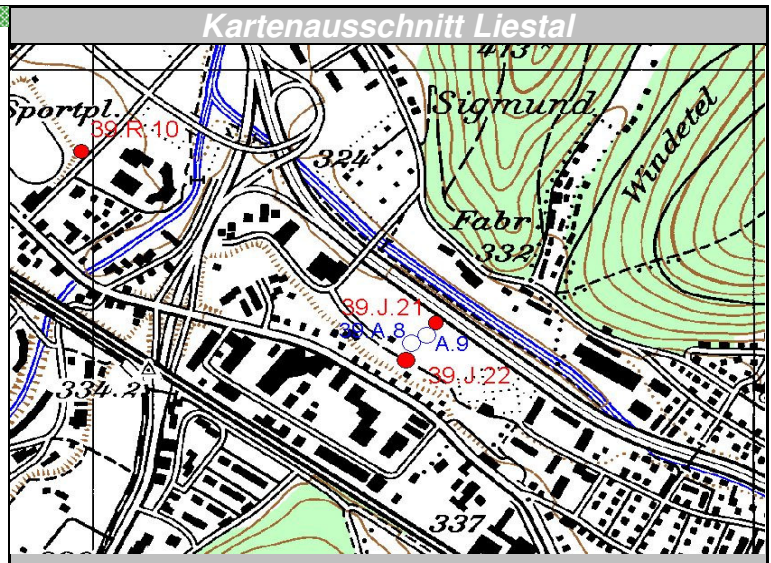 Kartenausschnitt Liestal
413
Sportpl.
Sigmund.
39.R.10
Windetel
324
Fabr.
332
39.J.21
39.A.8
A.9
39.J.22
334.2
337